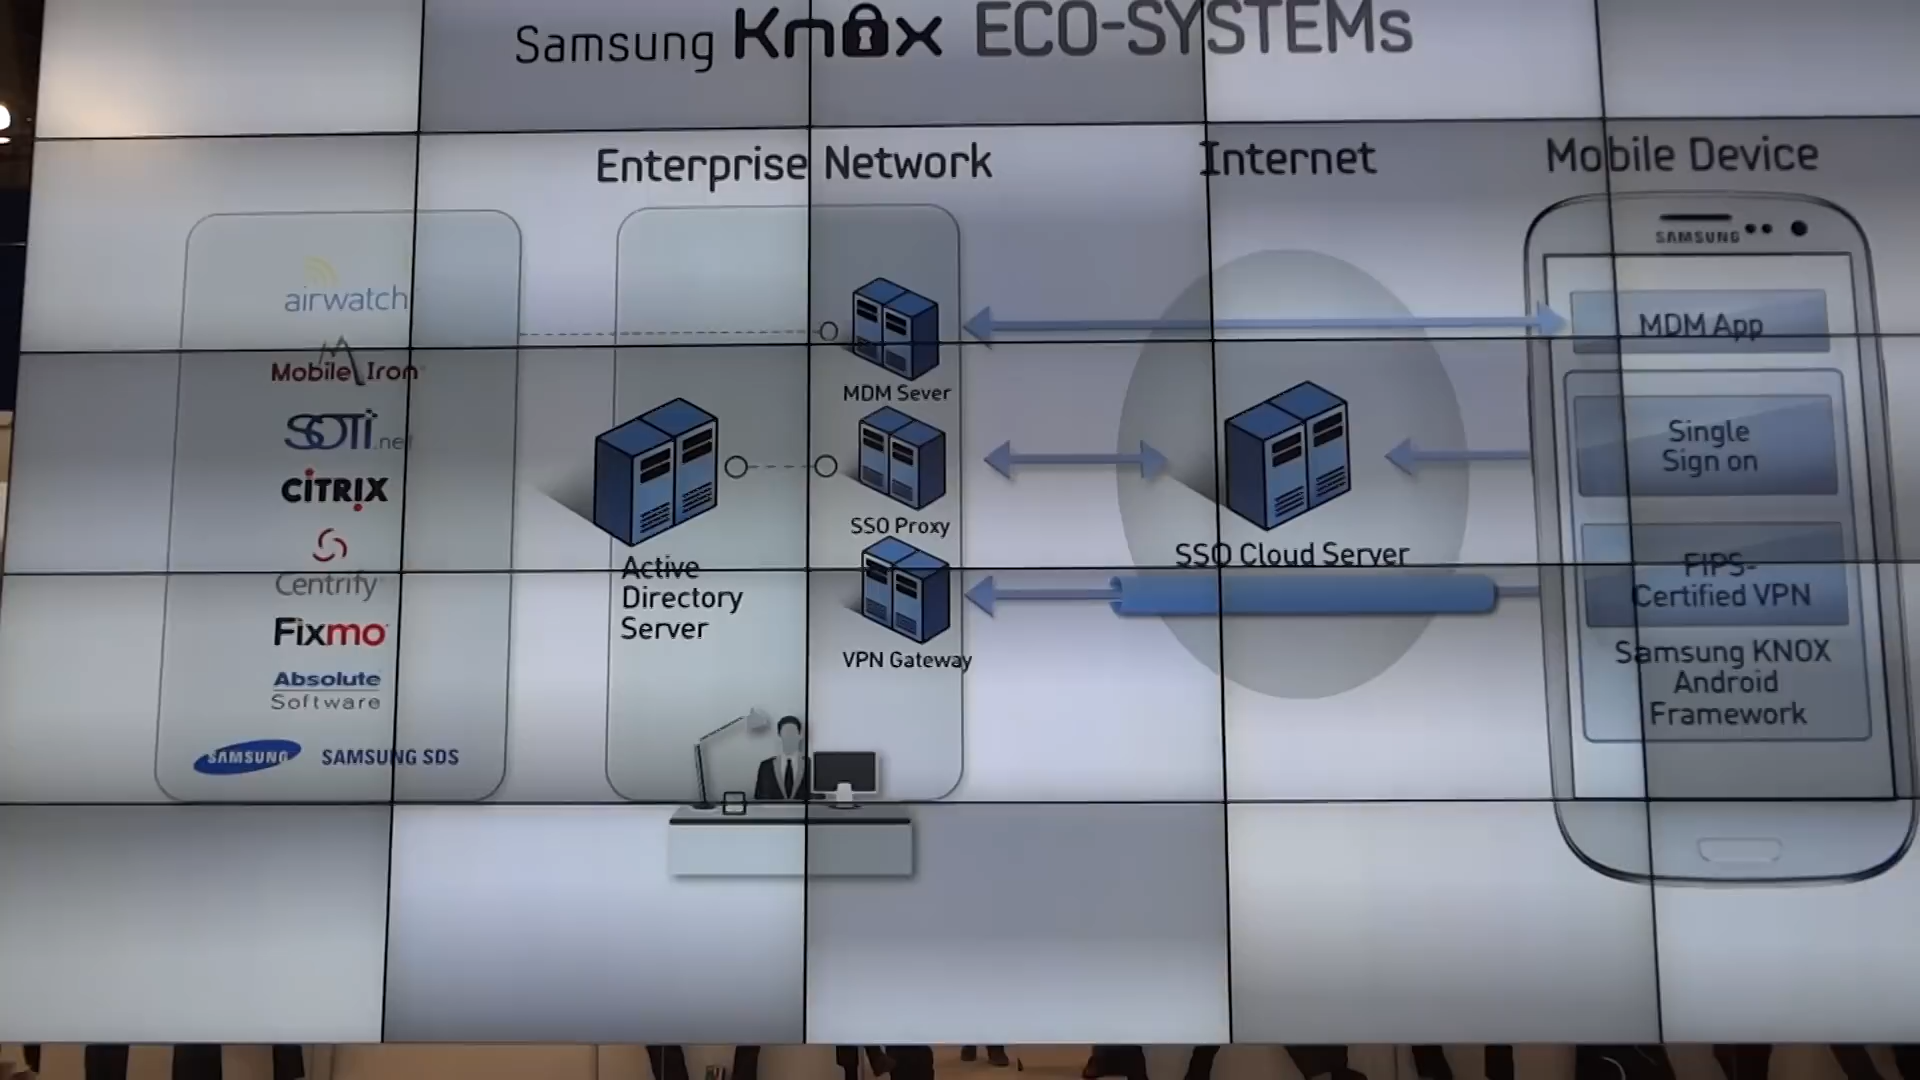 Samsung Knox ECO-SYSTEMs
Enterprise Network
Internet
Mobile Device
airwatch
MobileIron
SOTI.net
CITRIX
Centrify
Fixmo
Absolute
Software
SAMSUNG
SAMSUNG SDS
Active
Directory
Server
MDM Sever
SSO Proxy
VPN Gateway
SSO Cloud Server
SAMSUNG
MDM App
Single
Sign on
FIPS-
Certified VPN
Samsung KNOX
Android
Framework